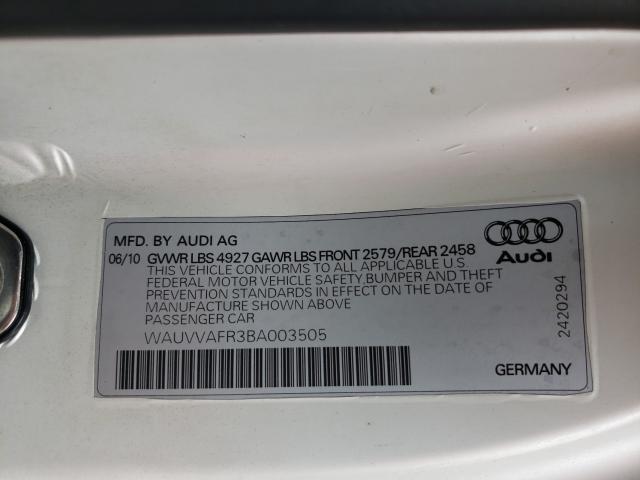 MFD. BY AUDI AG
06/10 GVWR LBS 4927 GAWR LBS FRONT 2579/REAR 2458
THIS VEHICLE CONFORMS TO ALL APPLICABLE U S
FEDERAL MOTOR VEHICLE SAFETY,BUMPER AND THEFT
PREVENTION STANDARDS IN EFFECT ON THE DATE OF
MANUFACTURE SHOWN ABOVE
PASSENGER CAR
WAUVVAFR3BA003505
Audi
2420294
GERMANY